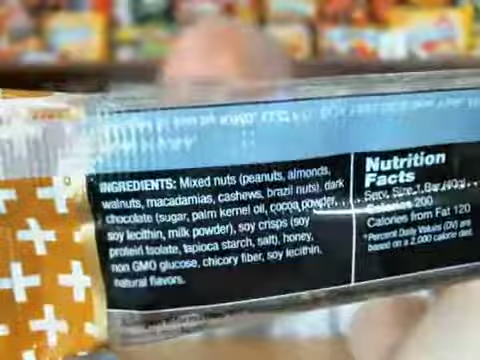 INGREDIENTS: Mixed nuts (peanuts, almonds,
walnuts, macadamias, cashews, brazil nuts), dark
chocolate (sugar, palm kernel oil, cocoa powder,
soy lecithin, milk powder), soy crisps (soy
protein isolate, tapioca starch, salt), honey,
non GMO glucose, chicory fiber, soy lecithin,
natural flavors.
Nutrition
Facts
Serv. Size 1 Bar (40g)
Calories 200
Calories from Fat 120
*Percent Daily Values (DV) are
based on a 2,000 calorie diet.